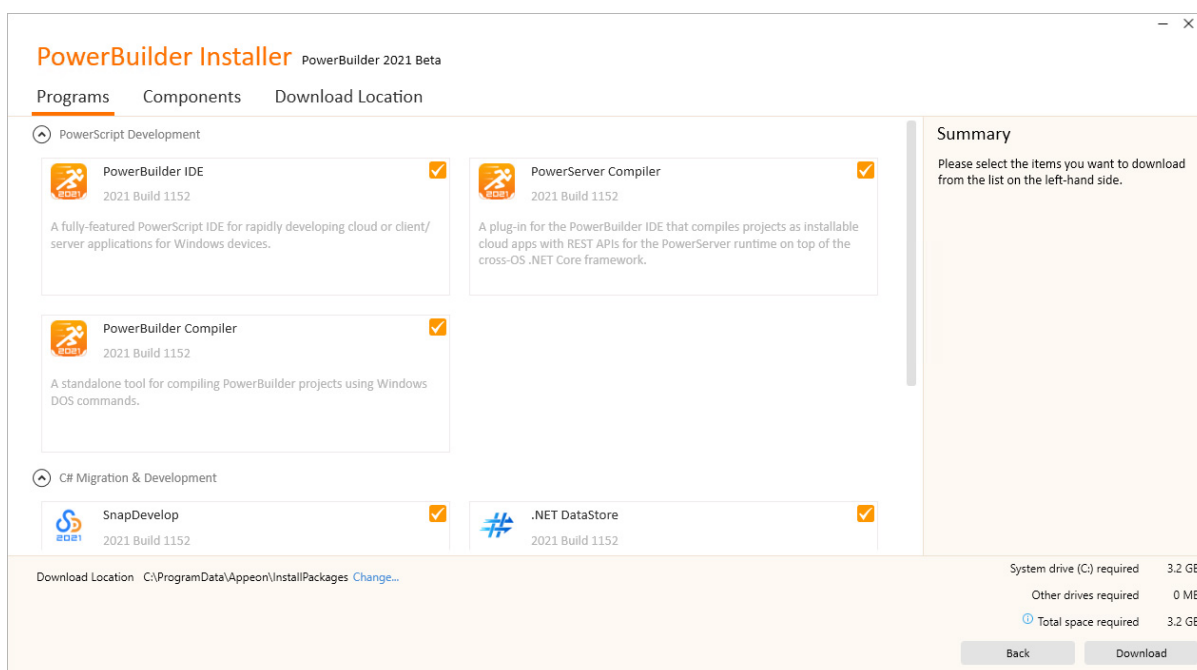 PowerBuilder Installer PowerBuilder 2021 Beta
Programs Components Download Location
PowerScript Development
PowerBuilder IDE
2021 Build 1152
A fully-featured PowerScript IDE for rapidly developing cloud or client/
server applications for Windows devices.
PowerServer Compiler
2021 Build 1152
A plug-in for the PowerBuilder IDE that compiles projects as installable
cloud apps with REST APIs for the PowerServer runtime on top of the
cross-OS .NET Core framework.
PowerBuilder Compiler
2021 Build 1152
A standalone tool for compiling PowerBuilder projects using Windows
DOS commands.
C# Migration & Development
SnapDevelop
2021 Build 1152
.NET DataStore
2021 Build 1152
Summary
Please select the items you want to download
from the list on the left-hand side.
Download Location C:\ProgramData\Appeon\InstallPackages Change...
System drive (C:) required 3.2 GB
Other drives required 0 MB
Total space required 3.2 GB
Back Download
2021
2021
2021
2021